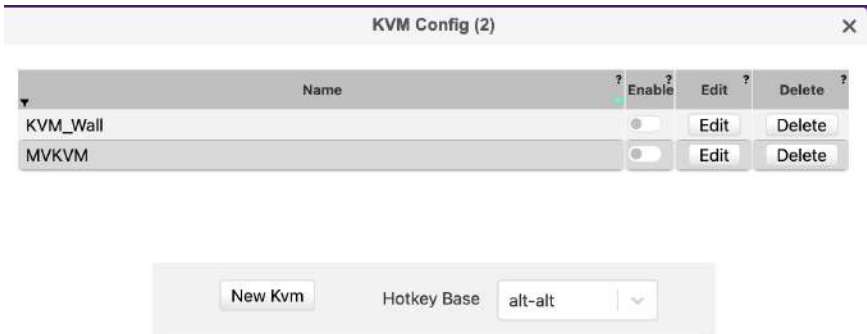 KVM Config (2) ×
Name ? Enable ? Edit ? Delete ?
KVM_Wall Edit Delete
MVKVM Edit Delete
New Kvm Hotkey Base alt-alt